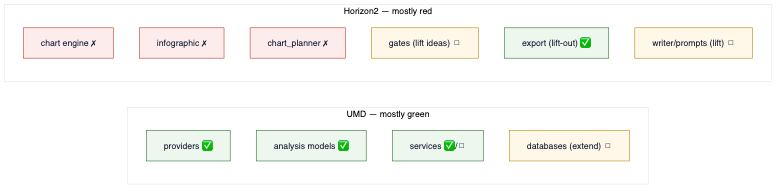 Horizon2 — mostly red
chart engine ✗
infographic ✗
chart_planner ✗
gates (lift ideas) □
export (lift-out) ✅
writer/prompts (lift) □
UMD — mostly green
providers ✅
analysis models ✅
services ✅/□
databases (extend) □